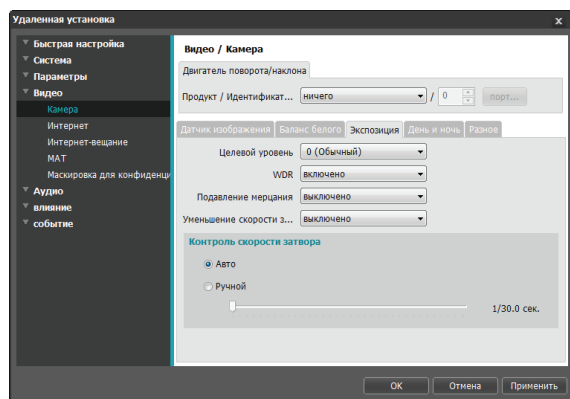 Удаленная установка
x
Быстрая настройка
Система
Параметры
Видео
Камера
Интернет
Интернет-вещание
МАТ
Маскировка для конфиденци
Аудио
влияние
событие
Видео / Камера
Двигатель поворота/наклона
Продукт / Идентификат... ничего / 0 порт...
Датчик изображения Баланс белого Экспозиция День и ночь Разное
Целевой уровень 0 (Обычный)
WDR включено
Подавление мерцания выключено
Уменьшение скорости з... выключено
Контроль скорости затвора
Авто
Ручной
1/30.0 сек.
OK Отмена Применить